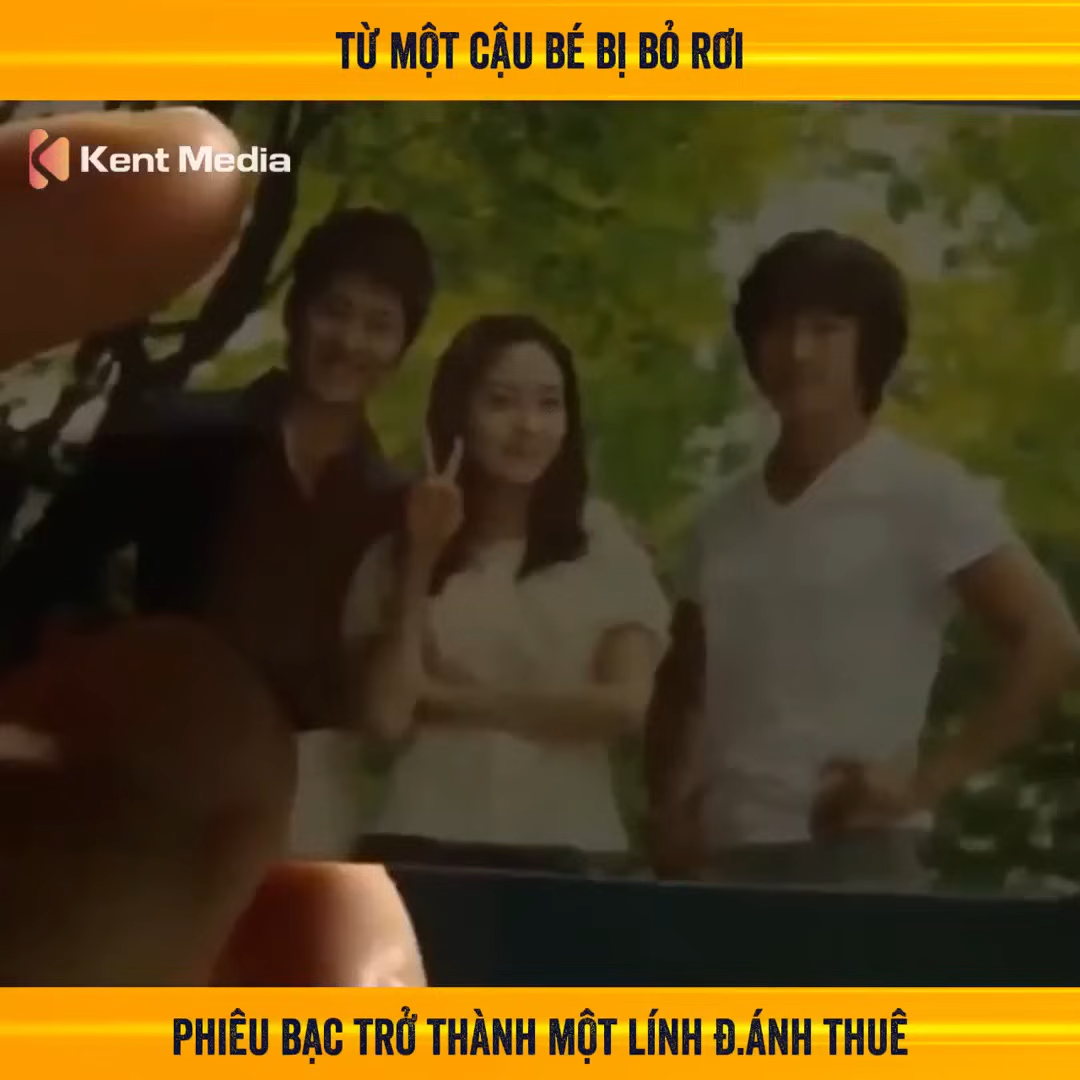 TỪ MỘT CẬU BÉ BỊ BỎ RƠI
Kent Media
PHIÊU BẠC TRỞ THÀNH MỘT LÍNH Đ.ÁNH THUÊ